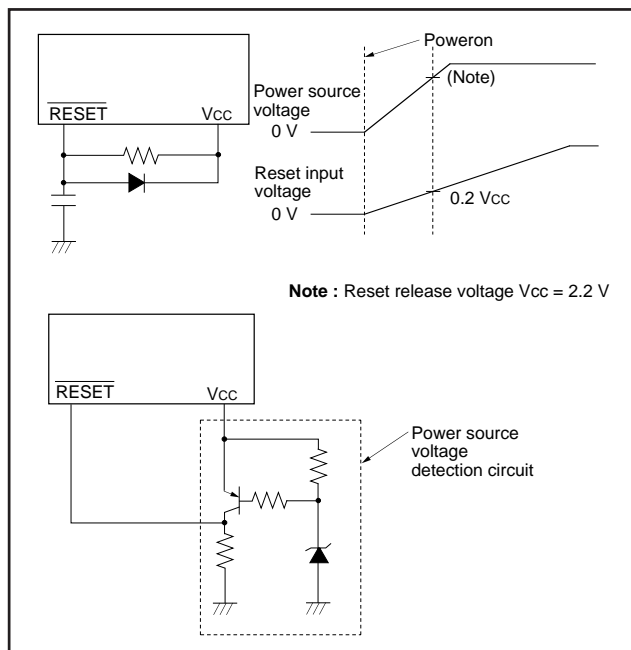 Poweron
(Note)
RESET
VCC
Power source
voltage
0 V
Reset input
voltage
0 V
0.2 VCC
Note : Reset release voltage Vcc = 2.2 V
RESET
VCC
Power source
voltage
detection circuit